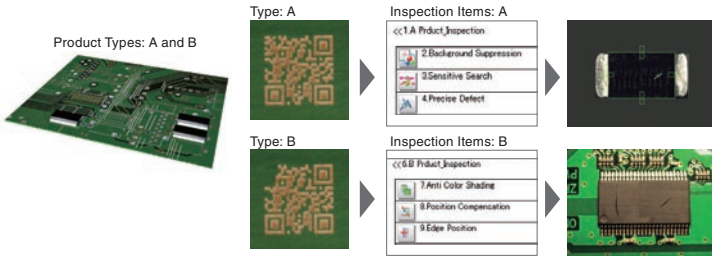 Product Types: A and B
Type: A
Inspection Items: A
<<1.A Prduct_Inspection
2.Background Suppression
3.Sensitive Search
4.Precise Defect
Type: B
Inspection Items: B
<<6.B Prduct_Inspection
7.Anti Color Shading
8.Position Compensation
9.Edge Position